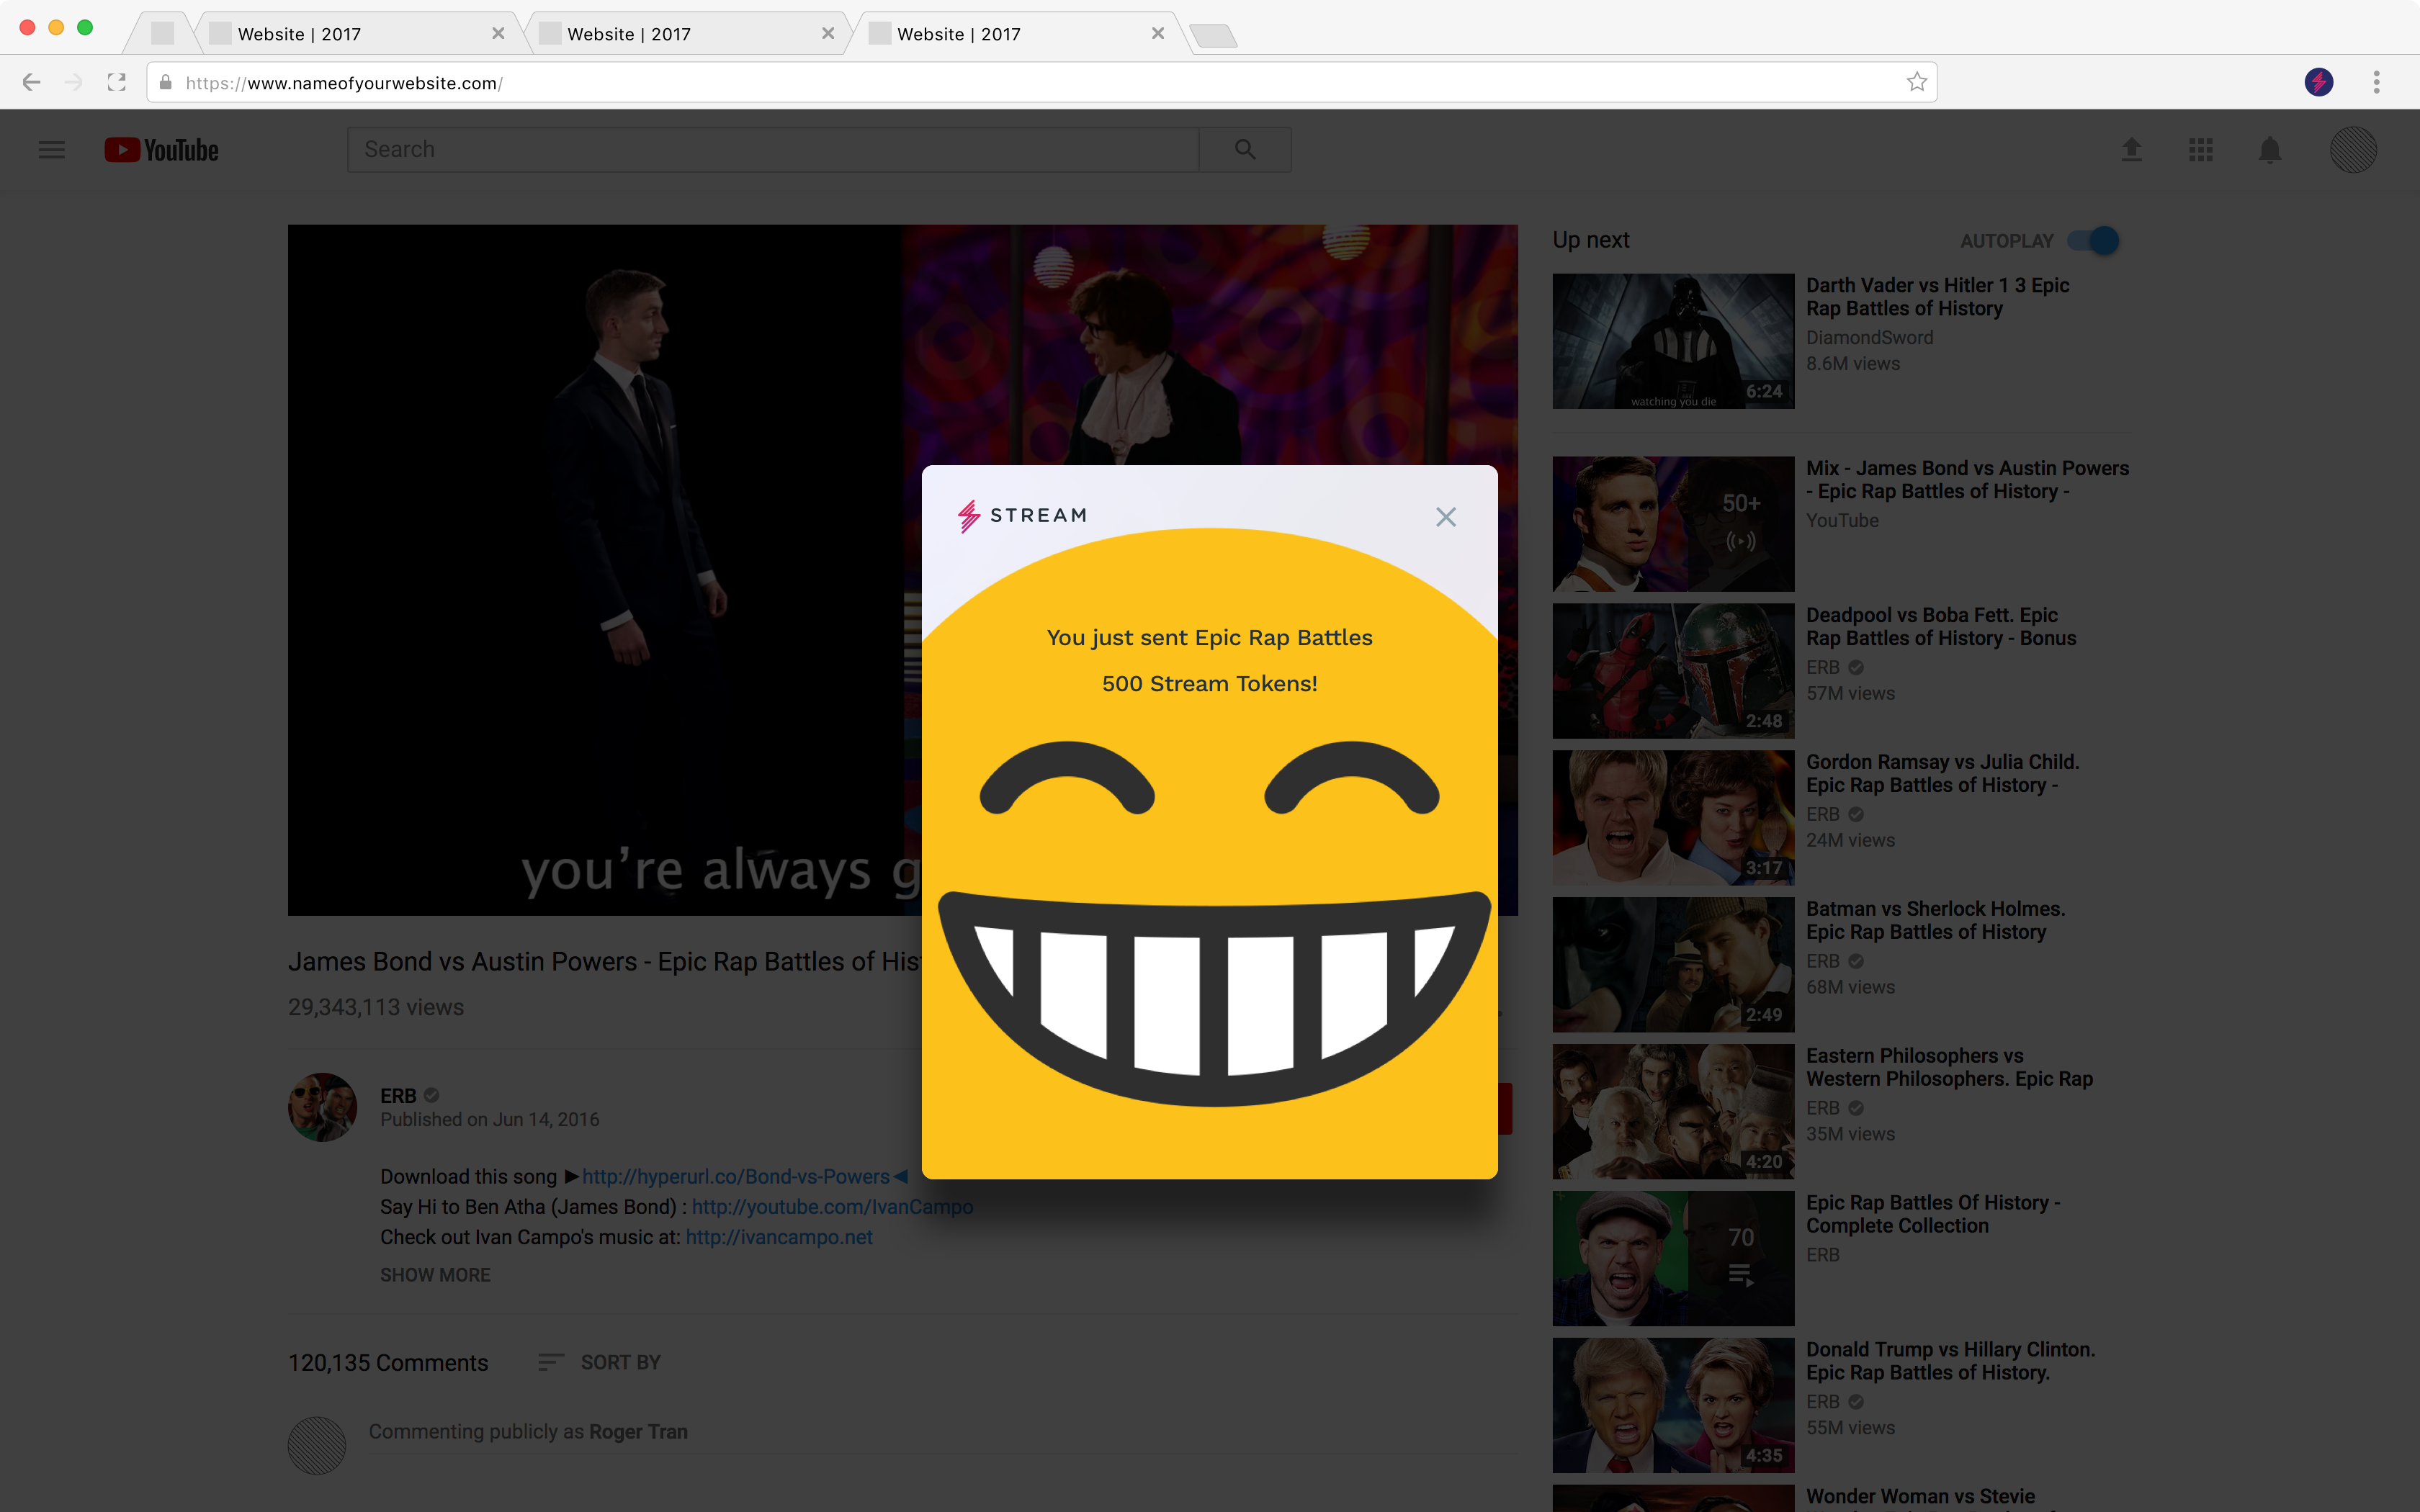 Website | 2017
Website | 2017
Website | 2017
https://www.nameofyourwebsite.com/
YouTube
Search
Up next
AUTOPLAY
Darth Vader vs Hitler 1 3 Epic
Rap Battles of History
DiamondSword
8.6M views
watching you die
6:24
Mix - James Bond vs Austin Powers
- Epic Rap Battles of History -
YouTube
50+
Deadpool vs Boba Fett. Epic
Rap Battles of History - Bonus
ERB
57M views
2:48
Gordon Ramsay vs Julia Child.
Epic Rap Battles of History -
ERB
24M views
3:17
Batman vs Sherlock Holmes.
Epic Rap Battles of History
ERB
68M views
2:49
Eastern Philosophers vs
Western Philosophers. Epic Rap
ERB
35M views
4:20
Epic Rap Battles Of History -
Complete Collection
ERB
70
Donald Trump vs Hillary Clinton.
Epic Rap Battles of History.
ERB
55M views
4:35
Wonder Woman vs Stevie
STREAM
You just sent Epic Rap Battles
500 Stream Tokens!
you're always g
James Bond vs Austin Powers - Epic Rap Battles of His
29,343,113 views
ERB
Published on Jun 14, 2016
Download this song ►http://hyperurl.co/Bond-vs-Powers◄
Say Hi to Ben Atha (James Bond) : http://youtube.com/IvanCampo
Check out Ivan Campo's music at: http://ivancampo.net
SHOW MORE
120,135 Comments
SORT BY
Commenting publicly as Roger Tran